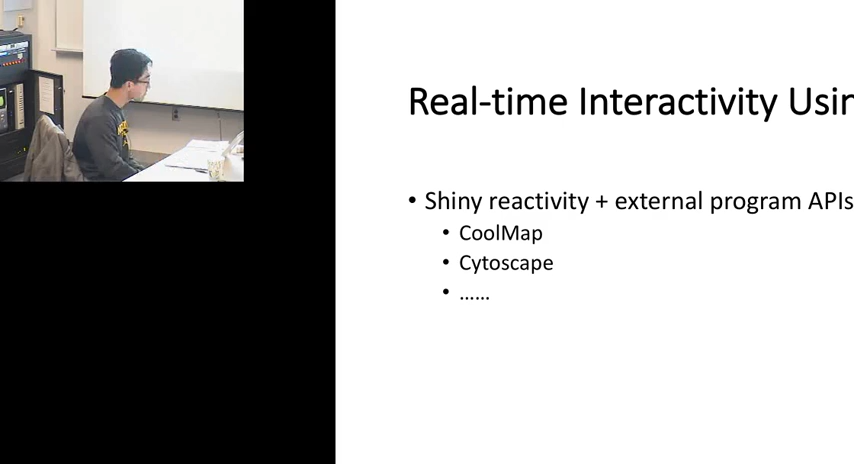 Real-time Interactivity Usin
• Shiny reactivity + external program APIs
• CoolMap
• Cytoscape
• ......